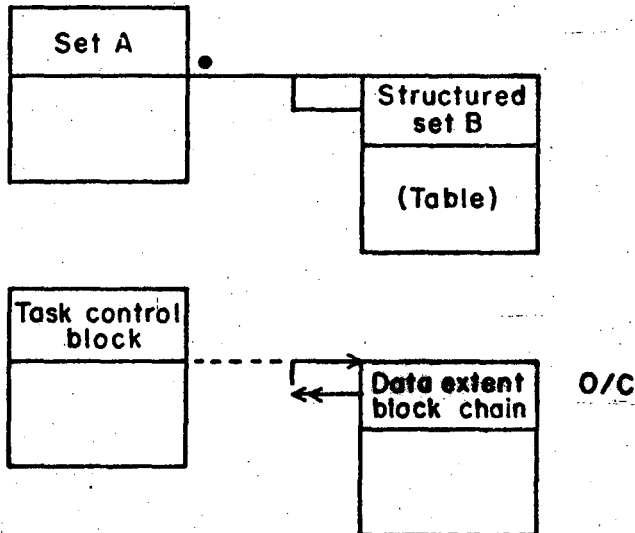 Set A
Structured
set B
(Table)
Task control
block
Data extent
block chain
O/C